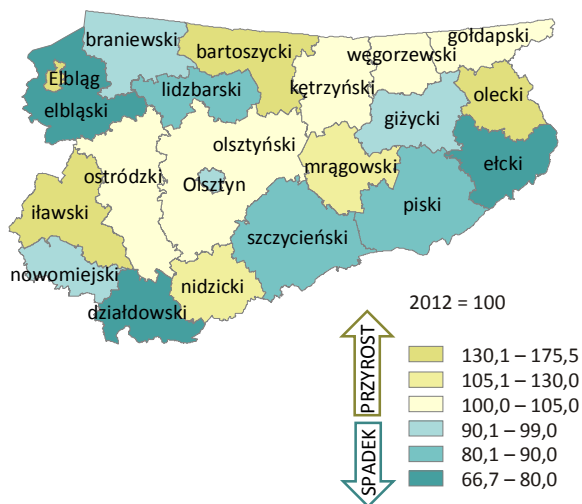 braniewski
bartoszycki
węgorzewski
gołdapski
Elbląg
elbląski
lidzbarski
kętrzyński
giżycki
olecki
ostródzki
olsztyński
Olsztyn
mrągowski
ełcki
iławski
szczycieński
piski
nowomiejski
nidzicki
działdowski
2012 = 100
PRZYROST
SPADEK
130,1 – 175,5
105,1 – 130,0
100,0 – 105,0
90,1 – 99,0
80,1 – 90,0
66,7 – 80,0